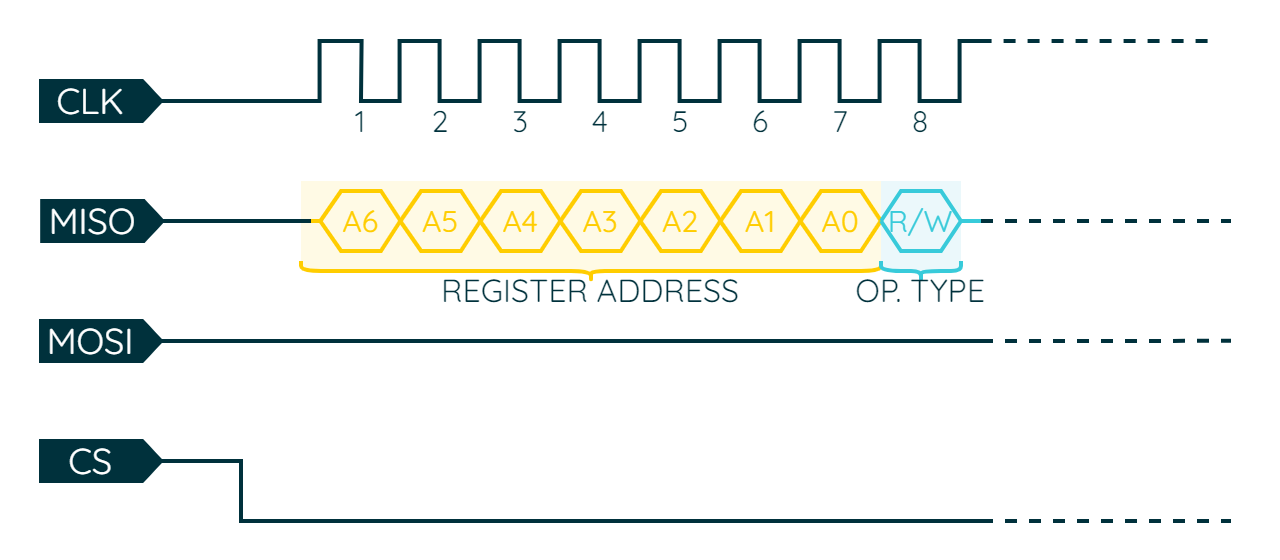 CLK
1 2 3 4 5 6 7 8
MISO
A6 A5 A4 A3 A2 A1 A0 R/W
REGISTER ADDRESS OP. TYPE
MOSI
CS